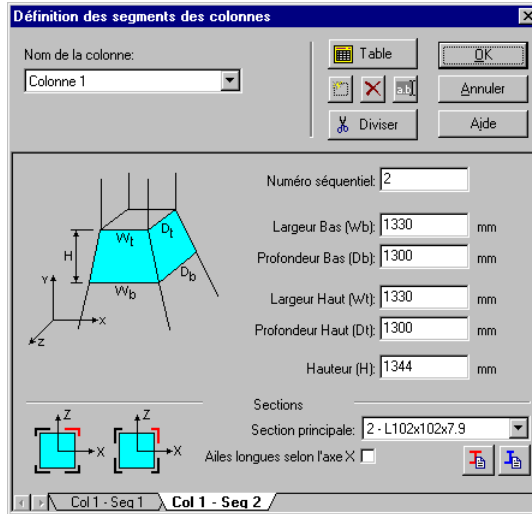 Définition des segments des colonnes
Nom de la colonne:
Colonne 1
Table
OK
Annuler
Diviser
Aide
Numéro séquentiel: 2
Largeur Bas (Wb): 1330 mm
Profondeur Bas (Db): 1300 mm
Largeur Haut (Wt): 1330 mm
Profondeur Haut (Dt): 1300 mm
Hauteur (H): 1344 mm
H
Wt
Dt
Db
Wb
Y
X
Z
Sections
Section principale: 2 - L102x102x7.9
Ailes longues selon l'axe X
Z
X
Z
X
Col 1 - Seg 1
Col 1 - Seg 2